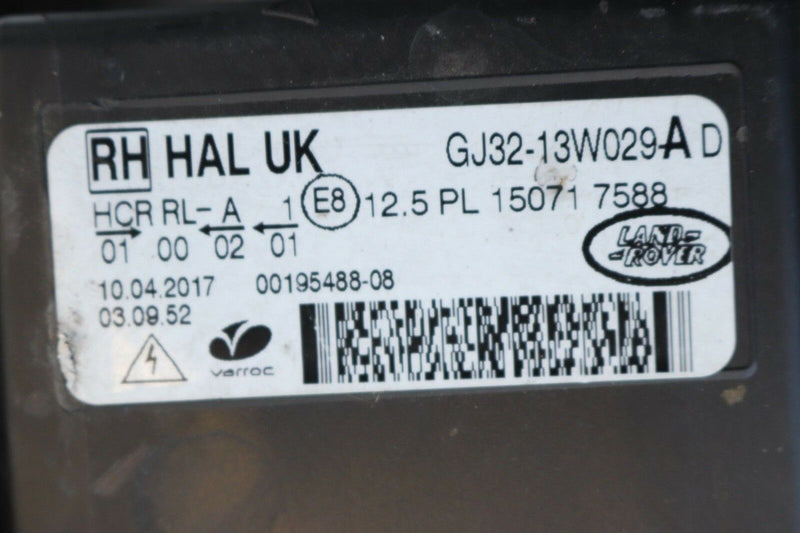 RH HAL UK GJ32-13W029-A D
HCR RL- A 1 E8 12.5 PL 15071 7588
01 00 02 01
LAND-
-ROVER
10.04.2017 00195488-08
03.09.52
varroc